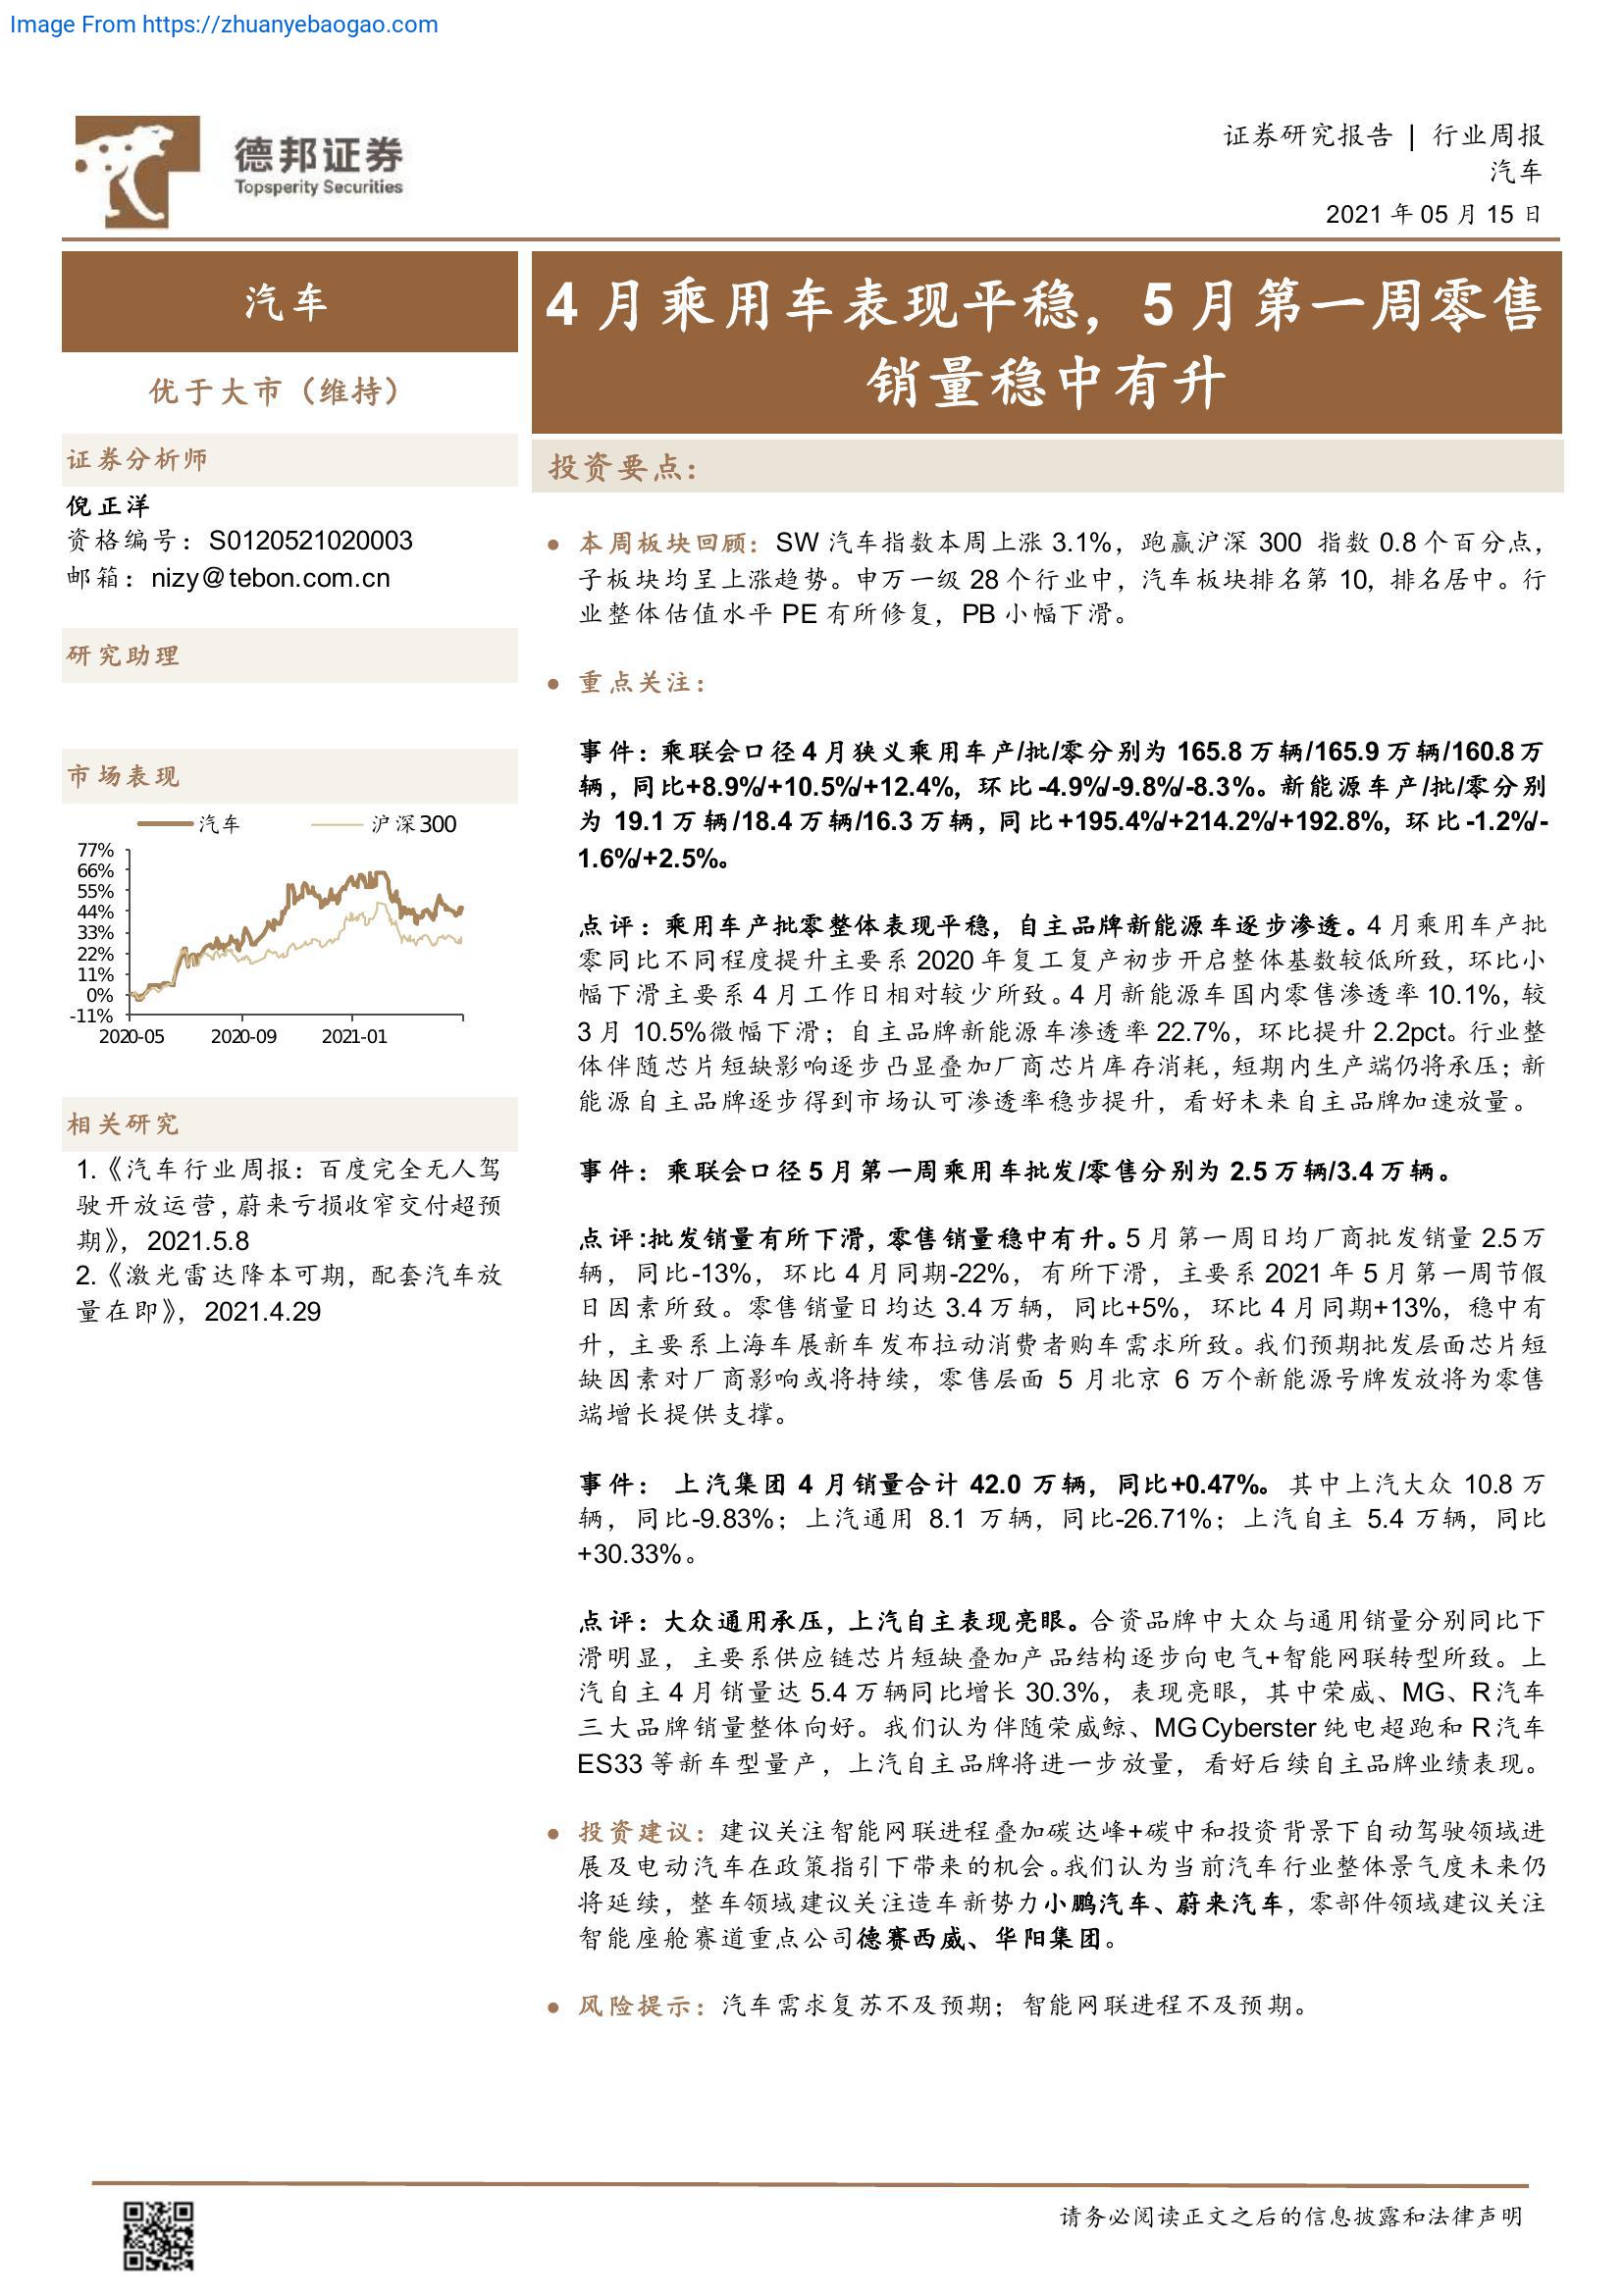 Image From https://zhuanyebaogao.com
德邦证券
Topsperity Securities
证券研究报告 | 行业周报
汽车
2021 年 05 月 15 日
汽车
优于大市（维持）
证券分析师
倪正洋
资格编号：S0120521020003
邮箱：nizy@tebon.com.cn
研究助理
市场表现
汽车 沪深300
77%
66%
55%
44%
33%
22%
11%
0%
-11%
2020-05 2020-09 2021-01
相关研究
1.《汽车行业周报：百度完全无人驾
驶开放运营，蔚来亏损收窄交付超预
期》，2021.5.8
2.《激光雷达降本可期，配套汽车放
量在即》，2021.4.29
4 月乘用车表现平稳，5 月第一周零售
销量稳中有升
投资要点：
● 本周板块回顾：SW 汽车指数本周上涨 3.1%，跑赢沪深 300 指数 0.8 个百分点，
子板块均呈上涨趋势。申万一级 28 个行业中，汽车板块排名第 10，排名居中。行
业整体估值水平 PE 有所修复，PB 小幅下滑。
● 重点关注：
事件：乘联会口径 4 月狭义乘用车产/批/零分别为 165.8 万辆/165.9 万辆/160.8 万
辆，同比+8.9%/+10.5%/+12.4%，环比-4.9%/-9.8%/-8.3%。新能源车产/批/零分别
为 19.1 万辆/18.4 万辆/16.3 万辆，同比+195.4%/+214.2%/+192.8%，环比-1.2%/-
1.6%/+2.5%。
点评：乘用车产批零整体表现平稳，自主品牌新能源车逐步渗透。4 月乘用车产批
零同比不同程度提升主要系 2020 年复工复产初步开启整体基数较低所致，环比小
幅下滑主要系 4 月工作日相对较少所致。4 月新能源车国内零售渗透率 10.1%，较
3 月 10.5%微幅下滑；自主品牌新能源车渗透率 22.7%，环比提升 2.2pct。行业整
体伴随芯片短缺影响逐步凸显叠加厂商芯片库存消耗，短期内生产端仍将承压；新
能源自主品牌逐步得到市场认可渗透率稳步提升，看好未来自主品牌加速放量。
事件：乘联会口径 5 月第一周乘用车批发/零售分别为 2.5 万辆/3.4 万辆。
点评:批发销量有所下滑，零售销量稳中有升。5 月第一周日均厂商批发销量 2.5 万
辆，同比-13%，环比 4 月同期-22%，有所下滑，主要系 2021 年 5 月第一周节假
日因素所致。零售销量日均达 3.4 万辆，同比+5%，环比 4 月同期+13%，稳中有
升，主要系上海车展新车发布拉动消费者购车需求所致。我们预期批发层面芯片短
缺因素对厂商影响或将持续，零售层面 5 月北京 6 万个新能源号牌发放将为零售
端增长提供支撑。
事件： 上汽集团 4 月销量合计 42.0 万辆，同比+0.47%。其中上汽大众 10.8 万
辆，同比-9.83%；上汽通用 8.1 万辆，同比-26.71%；上汽自主 5.4 万辆，同比
+30.33%。
点评：大众通用承压，上汽自主表现亮眼。合资品牌中大众与通用销量分别同比下
滑明显，主要系供应链芯片短缺叠加产品结构逐步向电气+智能网联转型所致。上
汽自主 4 月销量达 5.4 万辆同比增长 30.3%，表现亮眼，其中荣威、MG、R 汽车
三大品牌销量整体向好。我们认为伴随荣威鲸、MG Cyberster 纯电超跑和 R 汽车
ES33 等新车型量产，上汽自主品牌将进一步放量，看好后续自主品牌业绩表现。
● 投资建议：建议关注智能网联进程叠加碳达峰+碳中和投资背景下自动驾驶领域进
展及电动汽车在政策指引下带来的机会。我们认为当前汽车行业整体景气度未来仍
将延续，整车领域建议关注造车新势力小鹏汽车、蔚来汽车，零部件领域建议关注
智能座舱赛道重点公司德赛西威、华阳集团。
● 风险提示：汽车需求复苏不及预期；智能网联进程不及预期。
请务必阅读正文之后的信息披露和法律声明